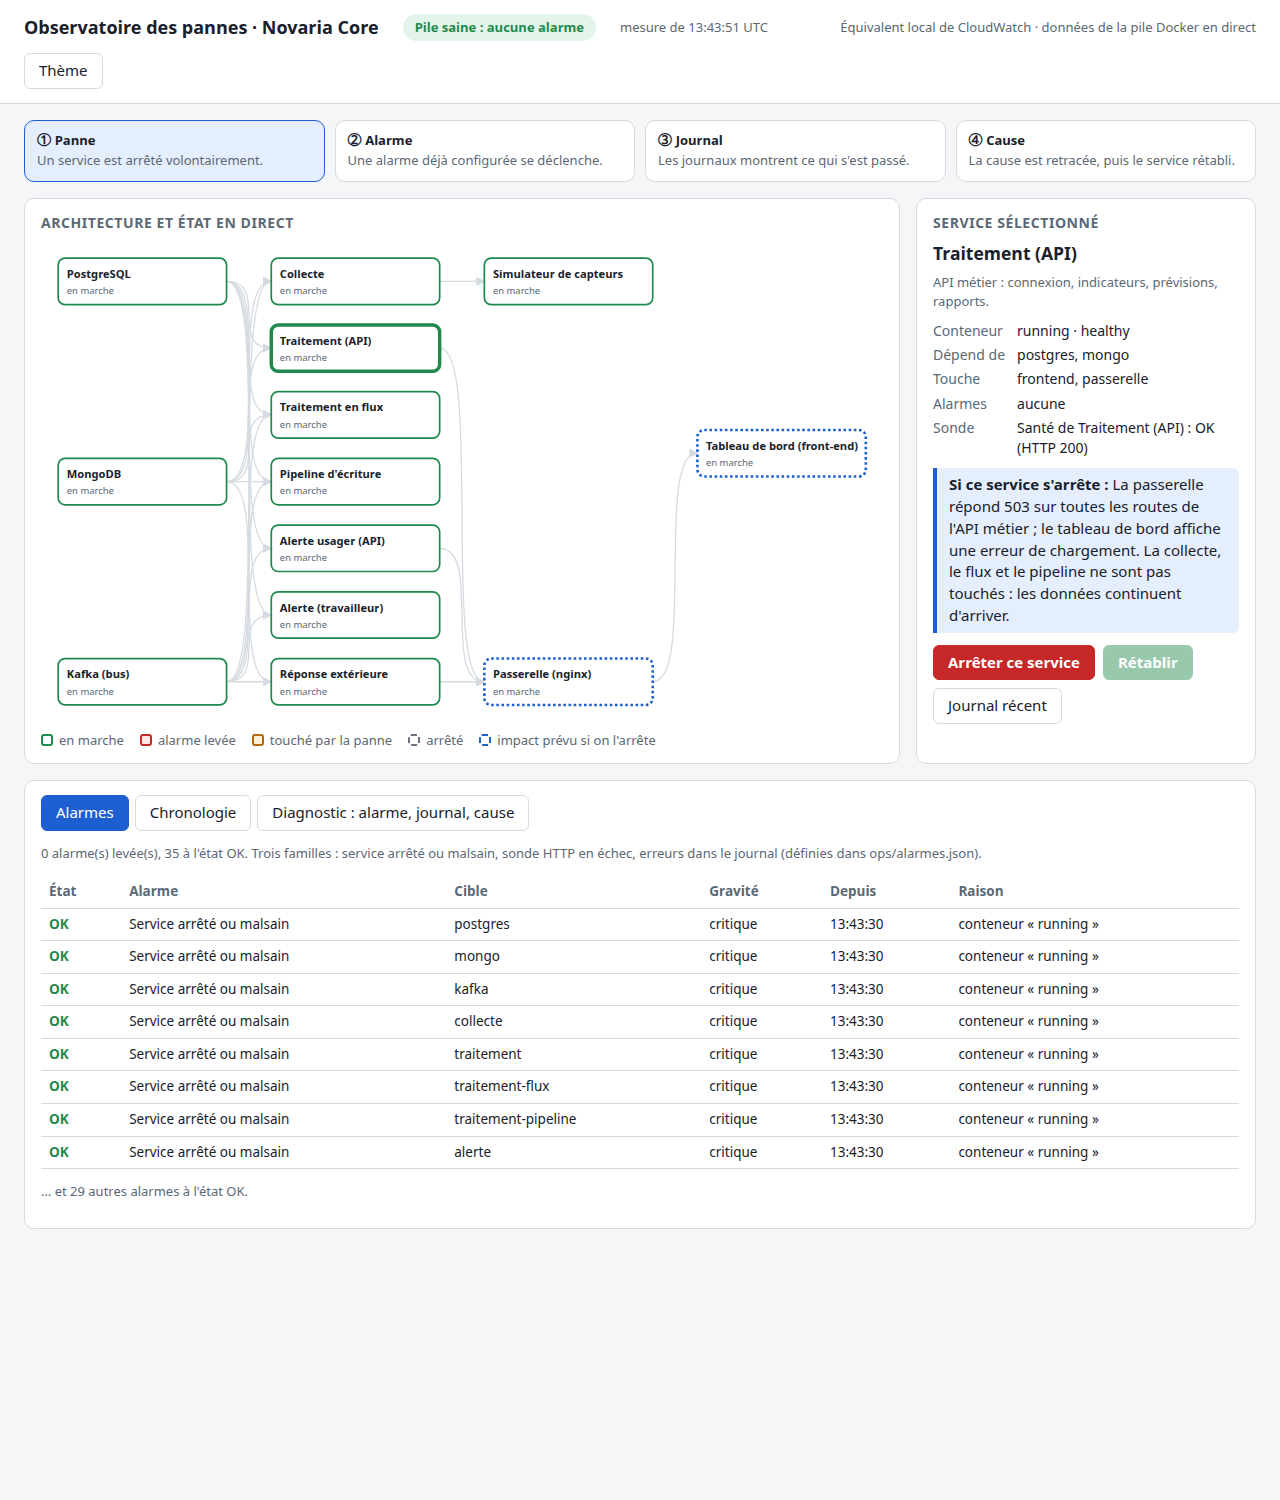 Observatoire des pannes · Novaria Core
Pile saine : aucune alarme
mesure de 13:43:51 UTC
Équivalent local de CloudWatch · données de la pile Docker en direct
Thème
① Panne
Un service est arrêté volontairement.
② Alarme
Une alarme déjà configurée se déclenche.
③ Journal
Les journaux montrent ce qui s'est passé.
④ Cause
La cause est retracée, puis le service rétabli.
ARCHITECTURE ET ÉTAT EN DIRECT
PostgreSQL
en marche
Collecte
en marche
Simulateur de capteurs
en marche
Traitement (API)
en marche
Traitement en flux
en marche
Tableau de bord (front-end)
en marche
MongoDB
en marche
Pipeline d'écriture
en marche
Alerte usager (API)
en marche
Alerte (travailleur)
en marche
Kafka (bus)
en marche
Réponse extérieure
en marche
Passerelle (nginx)
en marche
en marche
alarme levée
touché par la panne
arrêté
impact prévu si on l'arrête
SERVICE SÉLECTIONNÉ
Traitement (API)
API métier : connexion, indicateurs, prévisions,
rapports.
Conteneur running · healthy
Dépend de postgres, mongo
Touche frontend, passerelle
Alarmes aucune
Sonde Santé de Traitement (API) : OK
(HTTP 200)
Si ce service s'arrête : La passerelle
répond 503 sur toutes les routes de
l'API métier ; le tableau de bord affiche
une erreur de chargement. La collecte,
le flux et le pipeline ne sont pas
touchés : les données continuent
d'arriver.
Arrêter ce service
Rétablir
Journal récent
Alarmes
Chronologie
Diagnostic : alarme, journal, cause
0 alarme(s) levée(s), 35 à l'état OK. Trois familles : service arrêté ou malsain, sonde HTTP en échec, erreurs dans le journal (définies dans ops/alarmes.json).
État Alarme Cible Gravité Depuis Raison
OK Service arrêté ou malsain postgres critique 13:43:30 conteneur « running »
OK Service arrêté ou malsain mongo critique 13:43:30 conteneur « running »
OK Service arrêté ou malsain kafka critique 13:43:30 conteneur « running »
OK Service arrêté ou malsain collecte critique 13:43:30 conteneur « running »
OK Service arrêté ou malsain traitement critique 13:43:30 conteneur « running »
OK Service arrêté ou malsain traitement-flux critique 13:43:30 conteneur « running »
OK Service arrêté ou malsain traitement-pipeline critique 13:43:30 conteneur « running »
OK Service arrêté ou malsain alerte critique 13:43:30 conteneur « running »
... et 29 autres alarmes à l'état OK.